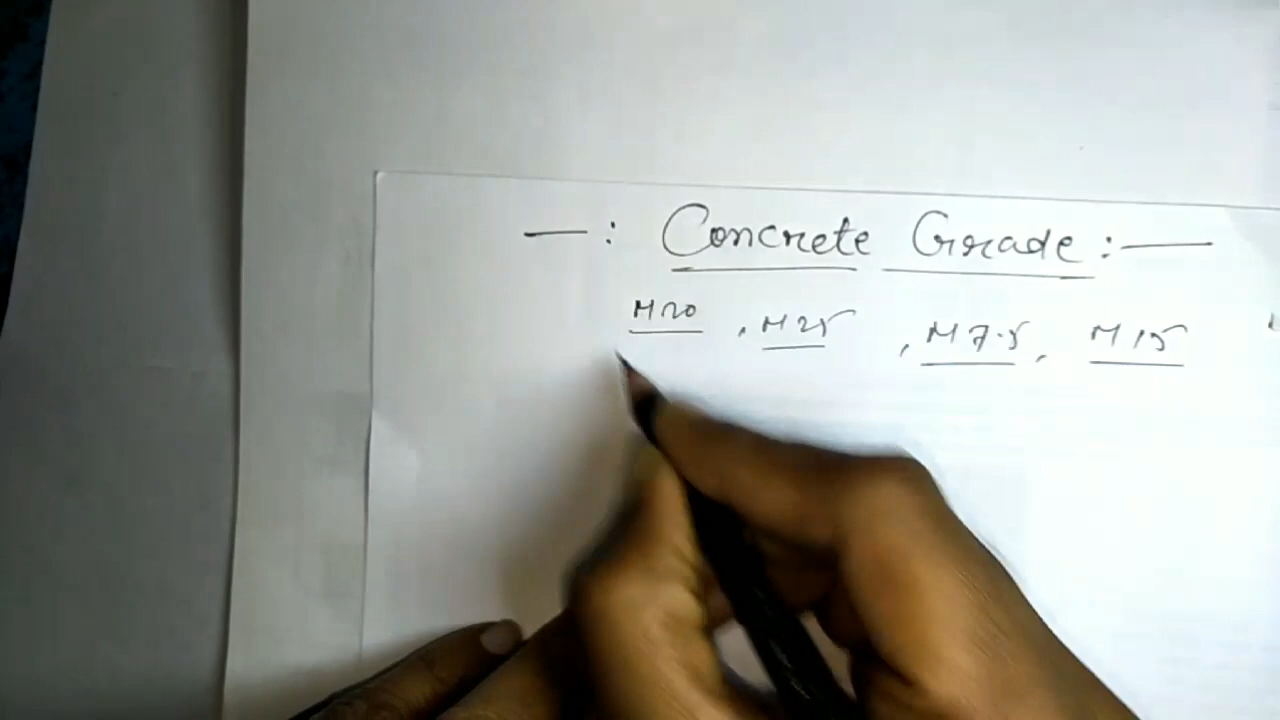 —: Concrete Grade :—
M20, M25, M7.5, M15